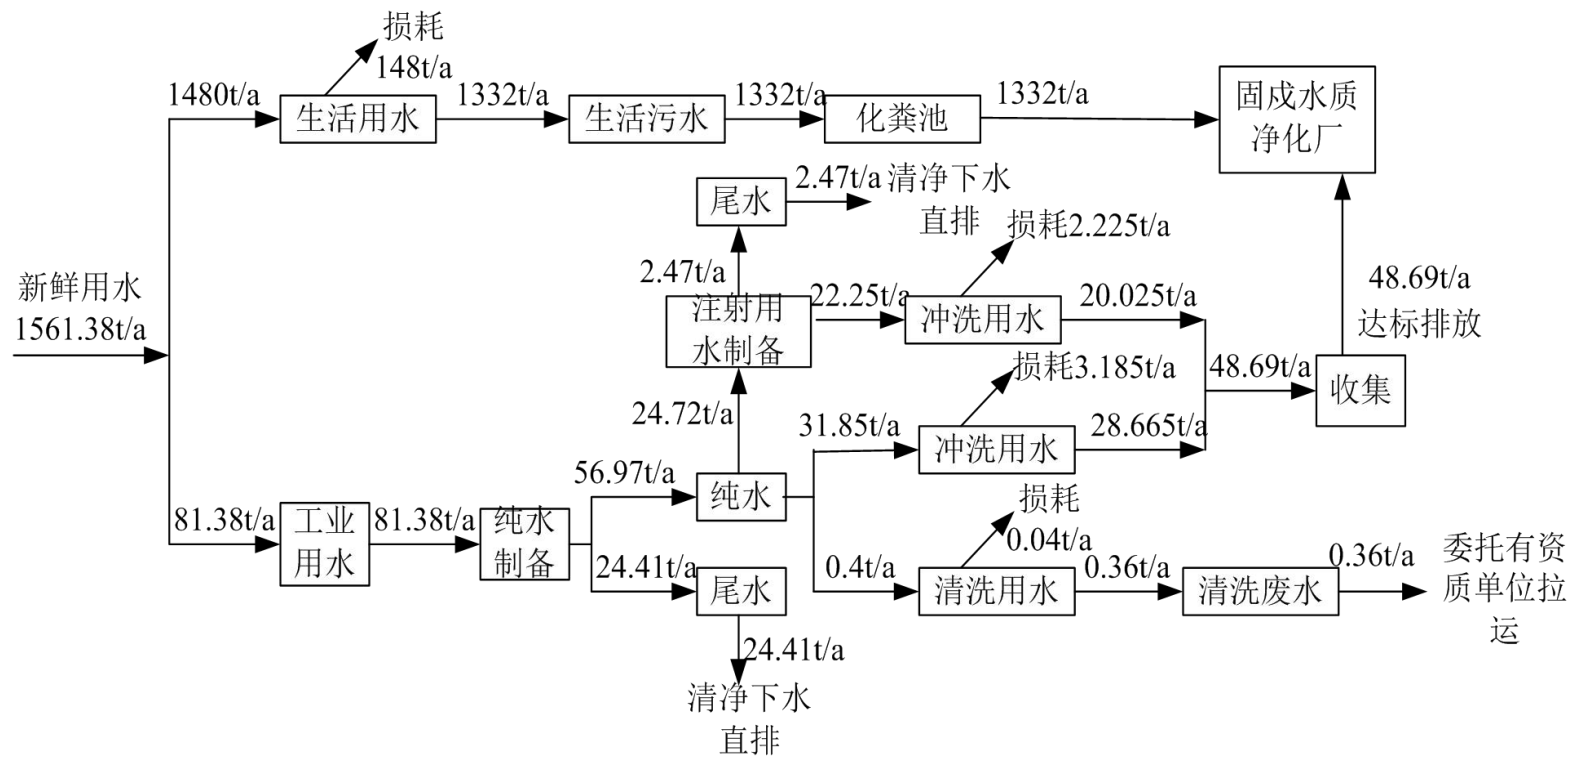 损耗
148t/a
1480t/a
生活用水
1332t/a
生活污水
1332t/a
化粪池
1332t/a
固戍水质
净化厂
尾水
2.47t/a
清净下水
直排
2.47t/a
损耗2.225t/a
新鲜用水
1561.38t/a
注射用
水制备
22.25t/a
冲洗用水
20.025t/a
48.69t/a
达标排放
24.72t/a
损耗3.185t/a
31.85t/a
冲洗用水
28.665t/a
48.69t/a
收集
81.38t/a
工业
用水
81.38t/a
纯水
制备
56.97t/a
纯水
24.41t/a
尾水
24.41t/a
清净下水
直排
损耗
0.04t/a
0.4t/a
清洗用水
0.36t/a
清洗废水
0.36t/a
委托有资
质单位拉
运